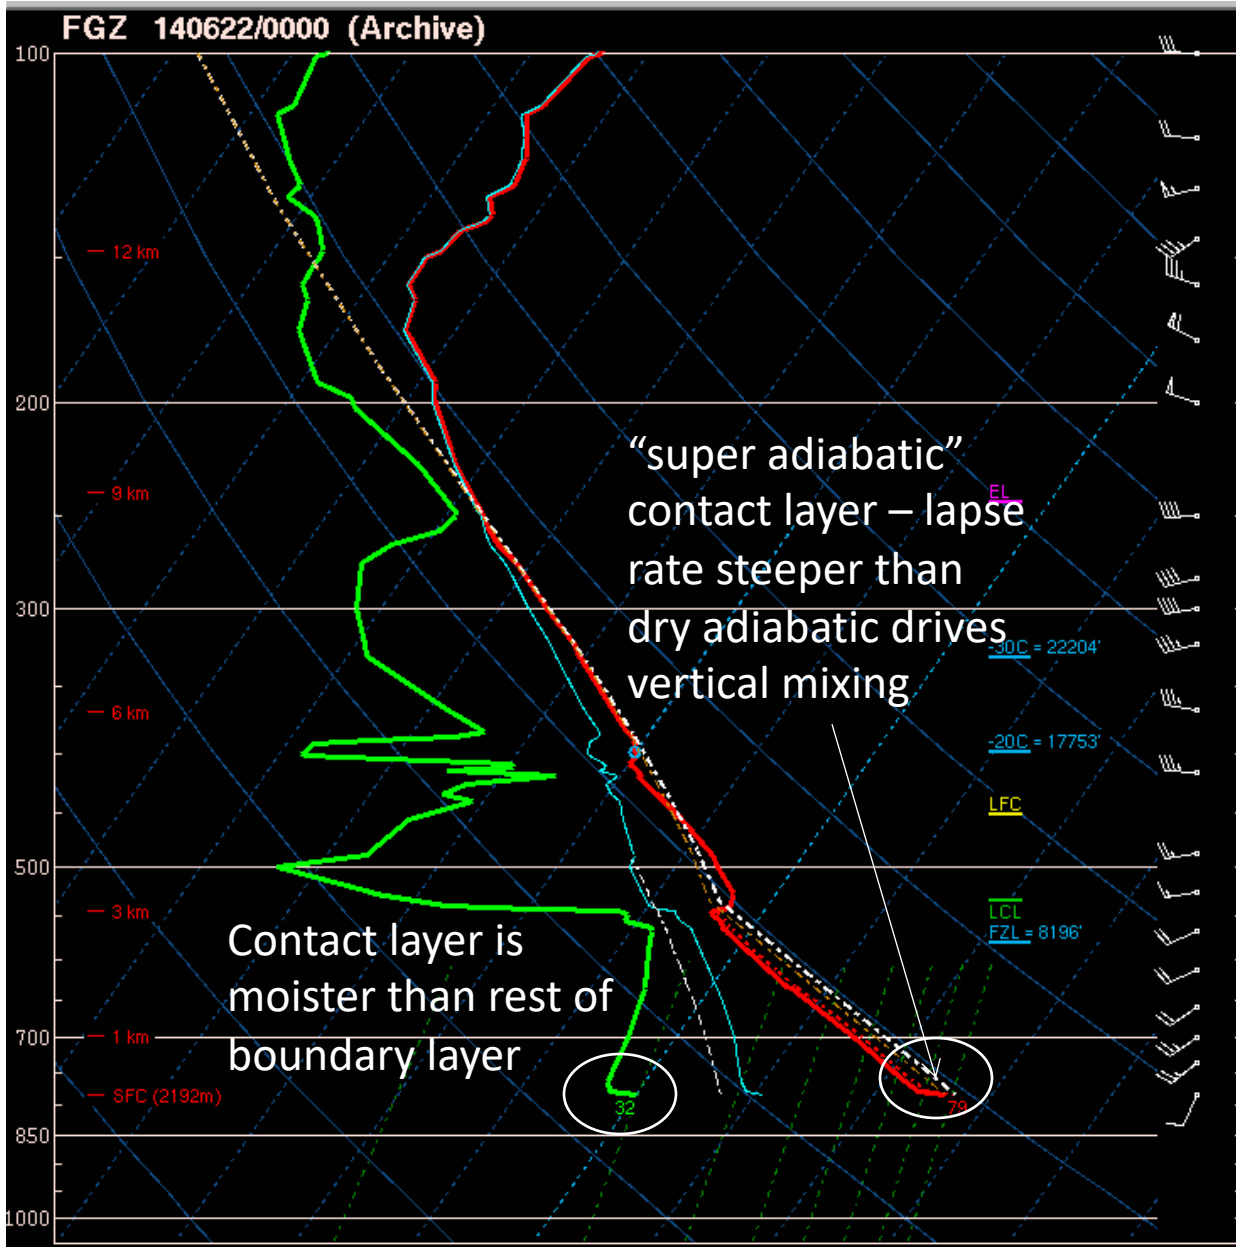 FGZ 140622/0000 (Archive)
100
12 km
200
“super adiabatic”
contact layer – lapse
rate steeper than
dry adiabatic drives
vertical mixing
9 km
EL
300
-30C = 22204'
6 km
-20C = 17753'
LFC
500
3 km
LCL
FZL = 8196'
Contact layer is
moister than rest of
boundary layer
700
1 km
SFC (2192m)
32
79
850
1000